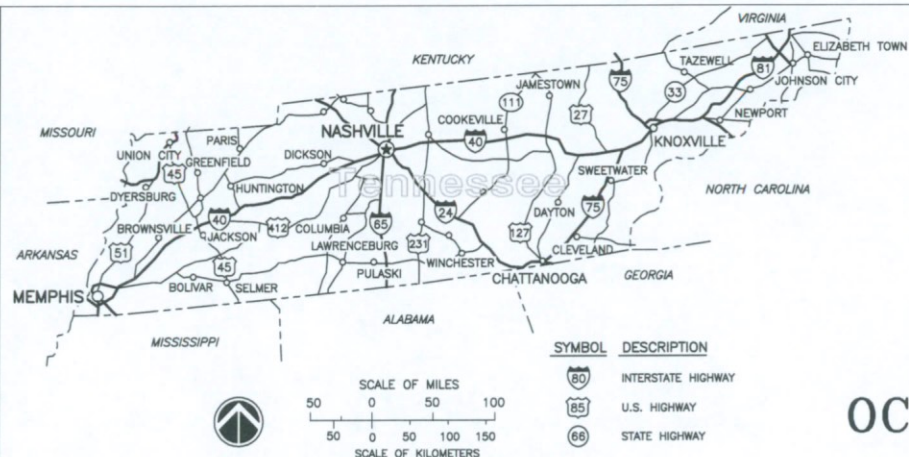 VIRGINIA
ELIZABETH TOWN
KENTUCKY
TAZEWELL
81
JOHNSON CITY
75
JAMESTOWN
33
111
27
NEWPORT
MISSOURI
COOKEVILLE
NASHVILLE
40
KNOXVILLE
PARIS
UNION CITY
DICKSON
GREENFIELD
45
SWEETWATER
Tennessee
HUNTINGTON
NORTH CAROLINA
DYERSBURG
75
DAYTON
24
40
412
65
BROWNSVILLE
COLUMBIA
127
JACKSON
231
CLEVELAND
ARKANSAS
51
LAWRENCEBURG
WINCHESTER
45
PULASKI
GEORGIA
CHATTANOOGA
BOLIVAR
SELMER
MEMPHIS
ALABAMA
MISSISSIPPI
SYMBOL DESCRIPTION
80 INTERSTATE HIGHWAY
85 U.S. HIGHWAY
66 STATE HIGHWAY
SCALE OF MILES
50 0 50 100
50 0 50 100 150
SCALE OF KILOMETERS
OC